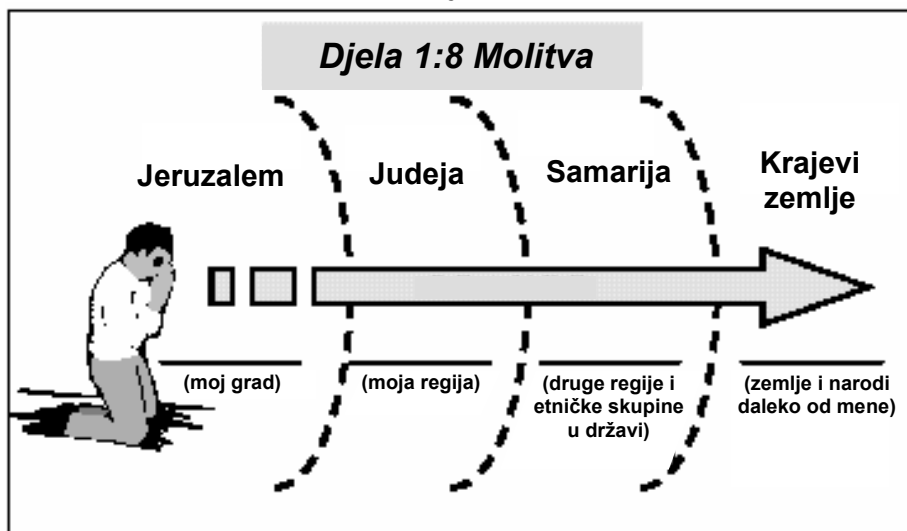 Djela 1:8 Molitva
Jeruzalem
Judeja
Samarija
Krajevi
zemlje
(moj grad)
(moja regija)
(druge regije i
etničke skupine
u državi)
(zemlje i narodi
daleko od mene)